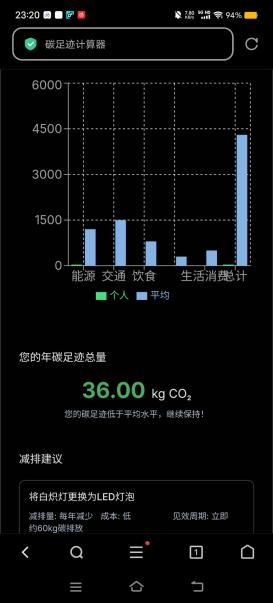 23:20
7.80
KB/s
5G HD
94%
碳足迹计算器
6000
4500
3000
1500
0
能源 交通 饮食 生活消费 总计
个人 平均
您的年碳足迹总量
36.00 kg CO₂
您的碳足迹低于平均水平，继续保持！
减排建议
将白炽灯更换为LED灯泡
减排量: 每年减少 成本: 低 见效周期: 立即
约60kg碳排放
1